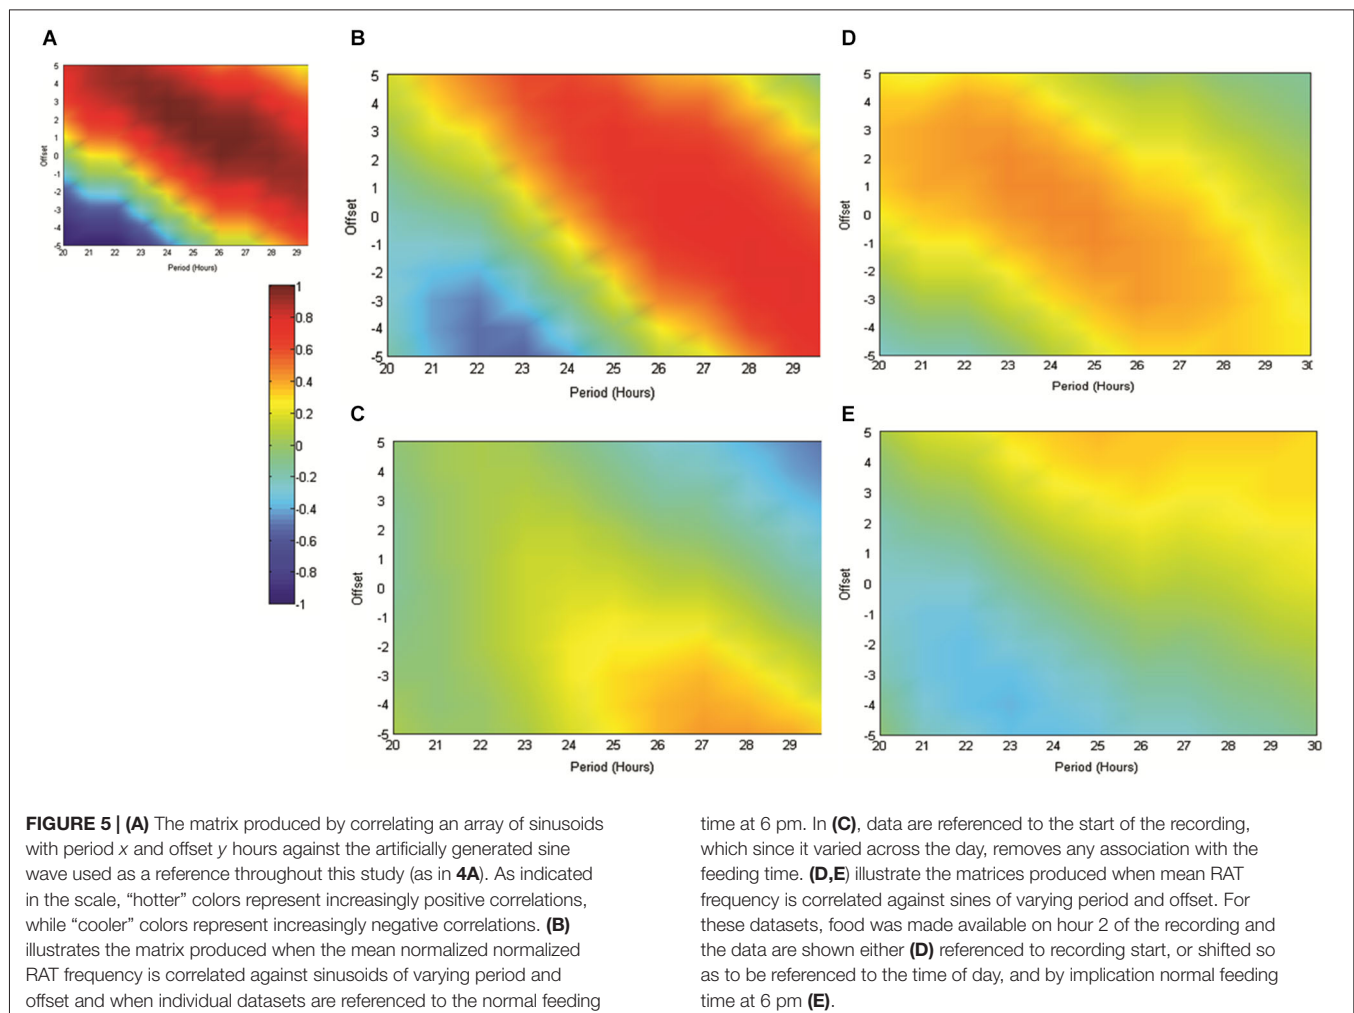 A
5
4
3
2
1
0
-1
-2
-3
-4
-5
Offset
20 21 22 23 24 25 26 27 28 29
Period (Hours)
1
0.8
0.6
0.4
0.2
0
-0.2
-0.4
-0.6
-0.8
-1
B
5
4
3
2
1
0
-1
-2
-3
-4
-5
Offset
20 21 22 23 24 25 26 27 28 29
Period (Hours)
D
5
4
3
2
1
0
-1
-2
-3
-4
-5
Offset
20 21 22 23 24 25 26 27 28 29 30
Period (Hours)
C
5
4
3
2
1
0
-1
-2
-3
-4
-5
Offset
20 21 22 23 24 25 26 27 28 29
Period (Hours)
E
5
4
3
2
1
0
-1
-2
-3
-4
-5
Offset
20 21 22 23 24 25 26 27 28 29 30
Period (Hours)
FIGURE 5 | (A) The matrix produced by correlating an array of sinusoids
with period x and offset y hours against the artificially generated sine
wave used as a reference throughout this study (as in 4A). As indicated
in the scale, “hotter” colors represent increasingly positive correlations,
while “cooler” colors represent increasingly negative correlations. (B)
illustrates the matrix produced when the mean normalized normalized
RAT frequency is correlated against sinusoids of varying period and
offset and when individual datasets are referenced to the normal feeding
time at 6 pm. In (C), data are referenced to the start of the recording,
which since it varied across the day, removes any association with the
feeding time. (D,E) illustrate the matrices produced when mean RAT
frequency is correlated against sines of varying period and offset. For
these datasets, food was made available on hour 2 of the recording and
the data are shown either (D) referenced to recording start, or shifted so
as to be referenced to the time of day, and by implication normal feeding
time at 6 pm (E).